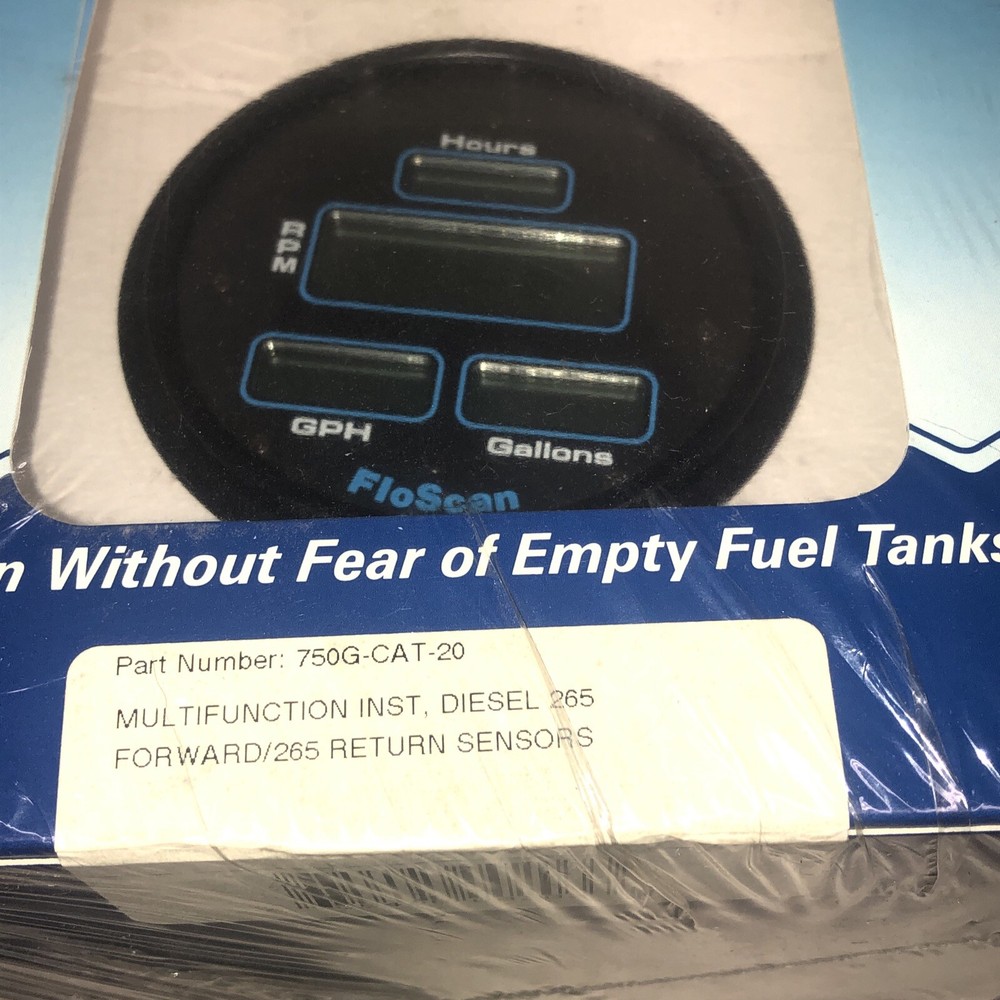 Hours
RPM
GPH
Gallons
FloScan
n Without Fear of Empty Fuel Tanks
Part Number: 750G-CAT-20
MULTIFUNCTION INST, DIESEL 265
FORWARD/265 RETURN SENSORS